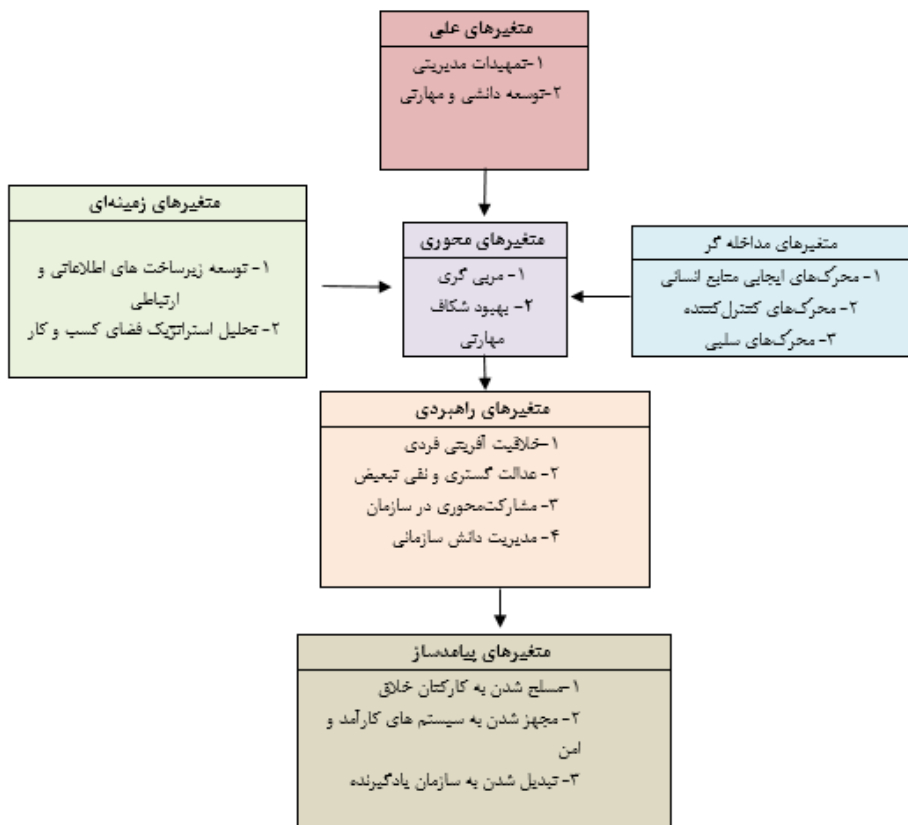 متغیرهای علی
۱-تمهیدات مدیریتی
۲-توسعه دانشی و مهارتی
متغیرهای زمینه‌ای
۱- توسعه زیرساخت های اطلاعاتی و
ارتباطی
۲- تحلیل استراتژیک فضای کسب و کار
متغیرهای محوری
۱- مربی گری
۲- بهبود شکاف
مهارتی
متغیرهای مداخله گر
۱- محرک‌های ایجابی منابع انسانی
۲- محرک‌های کنترل‌کننده
۳- محرک‌های سلبی
متغیرهای راهبردی
۱-خلاقیت آفرینی فردی
۲- عدالت گستری و نفی تبعیض
۳- مشارکت‌محوری در سازمان
۴- مدیریت دانش سازمانی
متغیرهای پیامدساز
۱-مسلح شدن به کارکنان خلاق
۲- مجهز شدن به سیستم های کارآمد و
امن
۳- تبدیل شدن به سازمان یادگیرنده